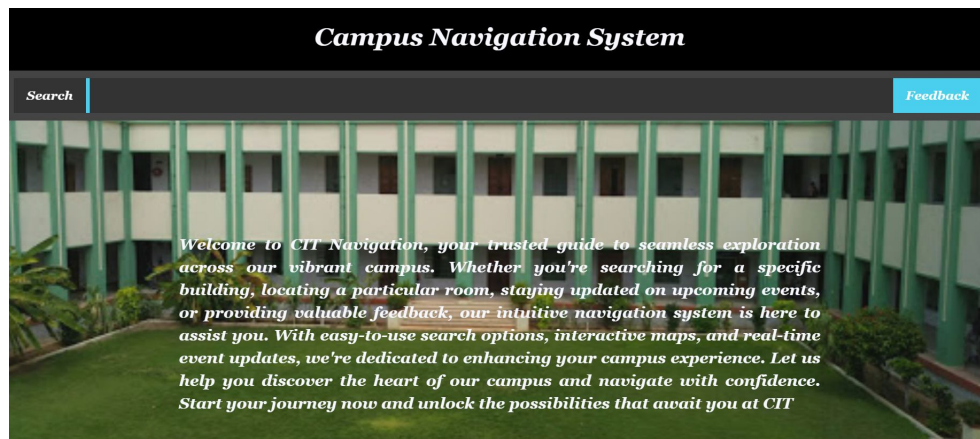 Campus Navigation System
Search
Feedback
Welcome to CIT Navigation, your trusted guide to seamless exploration
across our vibrant campus. Whether you're searching for a specific
building, locating a particular room, staying updated on upcoming events,
or providing valuable feedback, our intuitive navigation system is here to
assist you. With easy-to-use search options, interactive maps, and real-time
event updates, we're dedicated to enhancing your campus experience. Let us
help you discover the heart of our campus and navigate with confidence.
Start your journey now and unlock the possibilities that await you at CIT